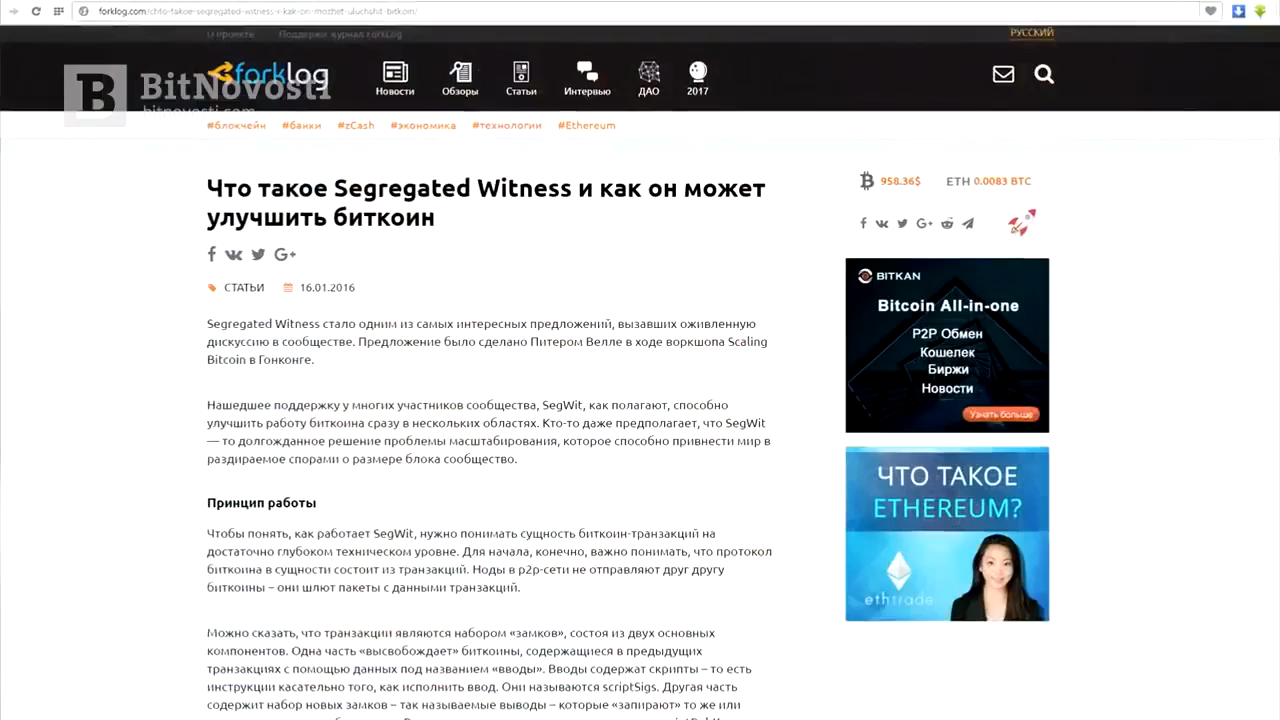 forklog.com/chto-takoe-segregated-witness-i-kak-on-mozhet-uluchshit-bitkoin/
О проекте Поддержи журнал ForkLog РУССКИЙ
BitNovosti
bitnovosti.com
forklog
Новости Обзоры Статьи Интервью ДАО 2017
#блокчейн #банки #zCash #экономика #технологии #Ethereum
Что такое Segregated Witness и как он может
улучшить биткоин
СТАТЬИ 16.01.2016
Segregated Witness стало одним из самых интересных предложений, вызвавших оживленную
дискуссию в сообществе. Предложение было сделано Питером Велле в ходе воркшопа Scaling
Bitcoin в Гонконге.
Нашедшее поддержку у многих участников сообщества, SegWit, как полагают, способно
улучшить работу биткоина сразу в нескольких областях. Кто-то даже предполагает, что SegWit
— то долгожданное решение проблемы масштабирования, которое способно привнести мир в
раздираемое спорами о размере блока сообщество.
Принцип работы
Чтобы понять, как работает SegWit, нужно понимать сущность биткоин-транзакций на
достаточно глубоком техническом уровне. Для начала, конечно, важно понимать, что протокол
биткоина в сущности состоит из транзакций. Ноды в p2p-сети не отправляют друг другу
биткоины – они шлют пакеты с данными транзакций.
Можно сказать, что транзакции являются набором «замков», состоя из двух основных
компонентов. Одна часть «высвобождает» биткоины, содержащиеся в предыдущих
транзакциях с помощью данных под названием «вводы». Вводы содержат скрипты – то есть
инструкции касательно того, как исполнить ввод. Они называются scriptSigs. Другая часть
содержит набор новых замков – так называемые выводы – которые «запирают» то же или
958.36$ ETH 0.0083 BTC
BITKAN
Bitcoin All-in-one
P2P Обмен
Кошелек
Биржи
Новости
Узнать больше
ЧТО ТАКОЕ
ETHEREUM?
ethtrade